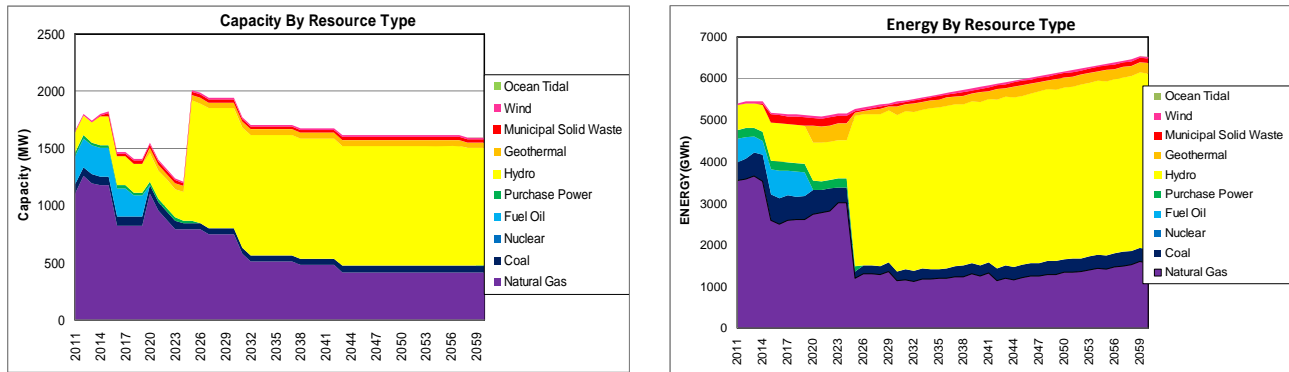 Capacity By Resource Type
Capacity (MW)
2500
2000
1500
1000
500
0
2011
2014
2017
2020
2023
2026
2029
2032
2035
2038
2041
2044
2047
2050
2053
2056
2059
Ocean Tidal
Wind
Municipal Solid Waste
Geothermal
Hydro
Purchase Power
Fuel Oil
Nuclear
Coal
Natural Gas
Energy By Resource Type
ENERGY (GWh)
7000
6000
5000
4000
3000
2000
1000
0
2011
2014
2017
2020
2023
2026
2029
2032
2035
2038
2041
2044
2047
2050
2053
2056
2059
Ocean Tidal
Wind
Municipal Solid Waste
Geothermal
Hydro
Purchase Power
Fuel Oil
Nuclear
Coal
Natural Gas